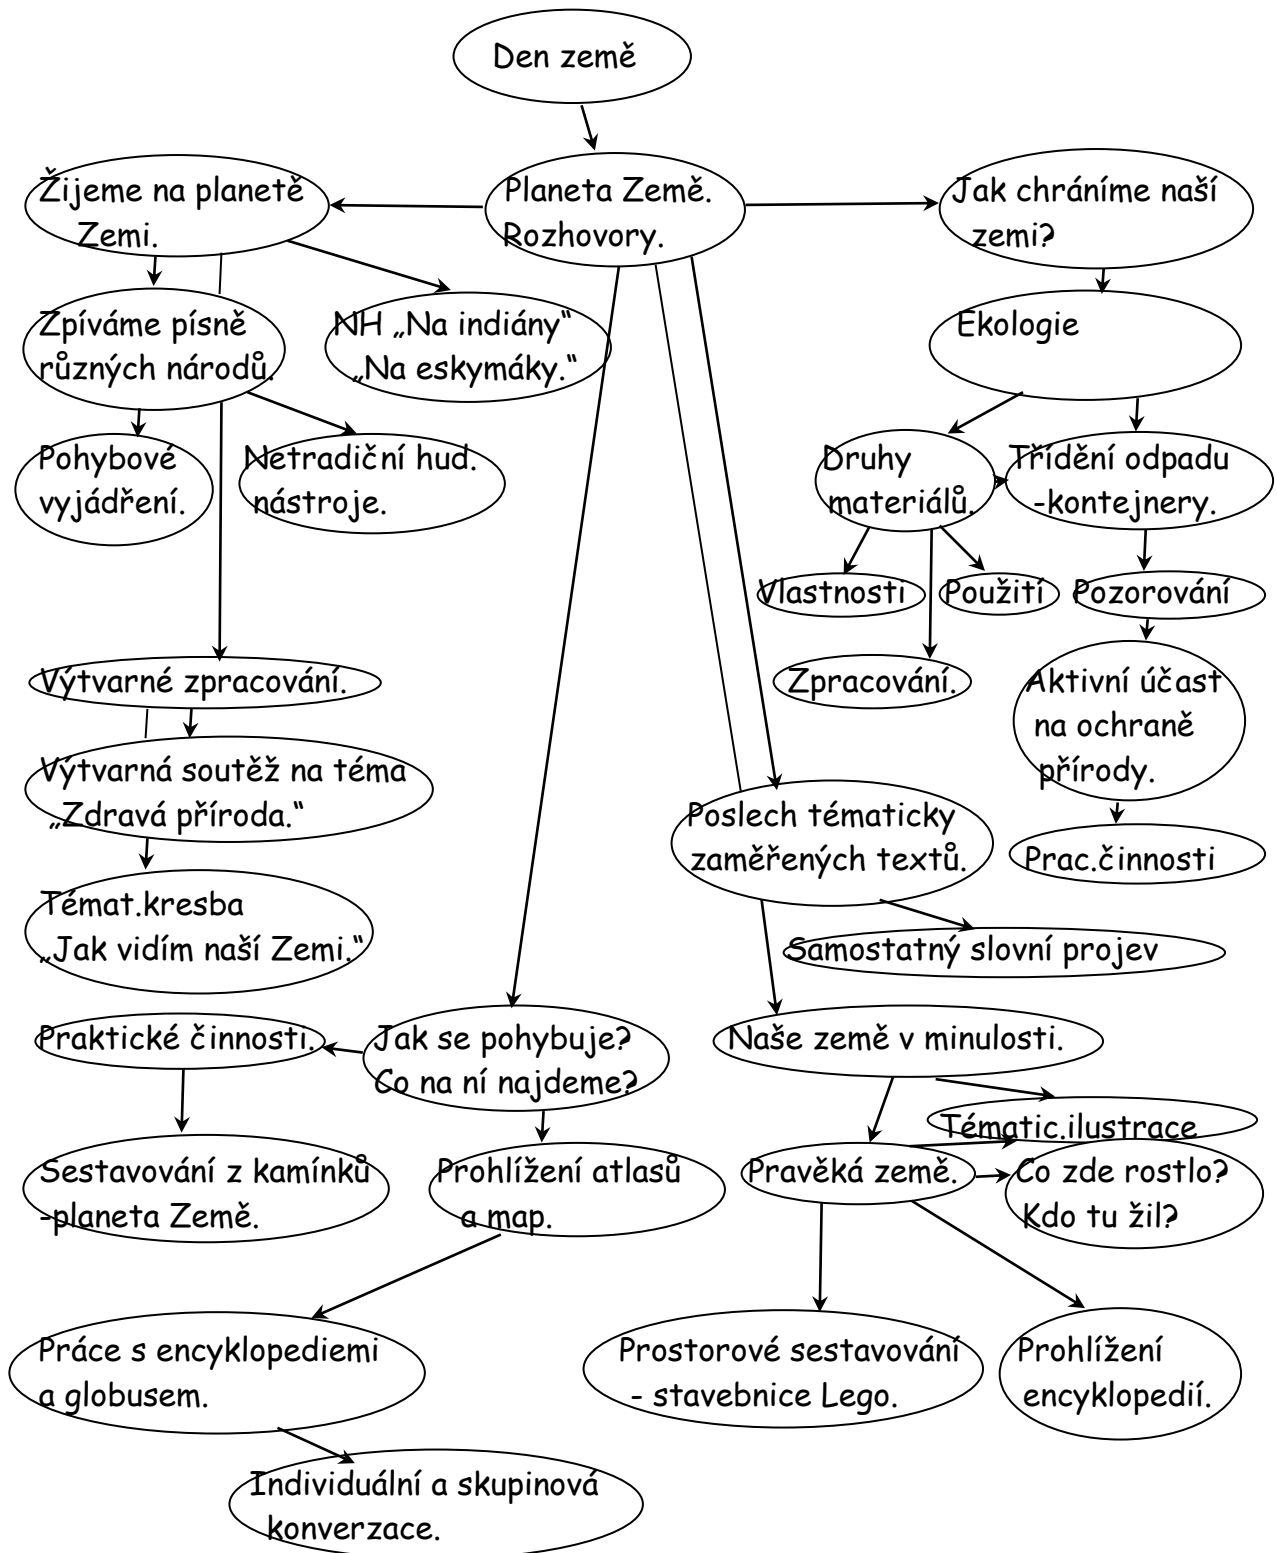 Den země
Žijeme na planetě
Zemi.
Planeta Země.
Rozhovory.
Jak chráníme naší
zemi?
Zpíváme písně
různých národů.
NH „Na indiány“
„Na eskymáky.“
Ekologie
Pohybové
vyjádření.
Netradiční hud.
nástroje.
Druhy
materiálů.
Třídění odpadu
-kontejnery.
Vlastnosti
Použití
Pozorování
Výtvarné zpracování.
Zpracování.
Aktivní účast
na ochraně
přírody.
Výtvarná soutěž na téma
„Zdravá příroda.“
Poslech tématicky
zaměřených textů.
Prac.činnosti
Témat.kresba
„Jak vidím naší Zemi.“
Samostatný slovní projev
Praktické činnosti.
Jak se pohybuje?
Co na ní najdeme?
Naše země v minulosti.
Tématic.ilustrace
Sestavování z kamínků
-planeta Země.
Prohlížení atlasů
a map.
Pravěká země.
Co zde rostlo?
Kdo tu žil?
Práce s encyklopediemi
a globusem.
Prostorové sestavování
- stavebnice Lego.
Prohlížení
encyklopedií.
Individuální a skupinová
konverzace.